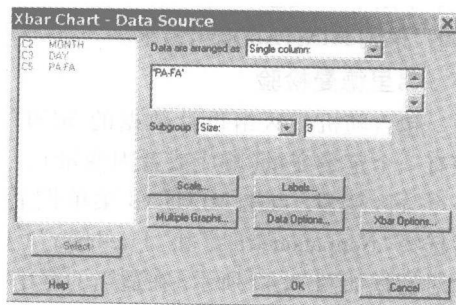 Xbar Chart - Data Source
C2 MONTH
C3 DAY
C5 PA-FA
Data are arranged as Single column:
'PA-FA'
Subgroup Size: 3
Scale... Labels...
Multiple Graphs... Data Options... Xbar Options...
Select
Help OK Cancel